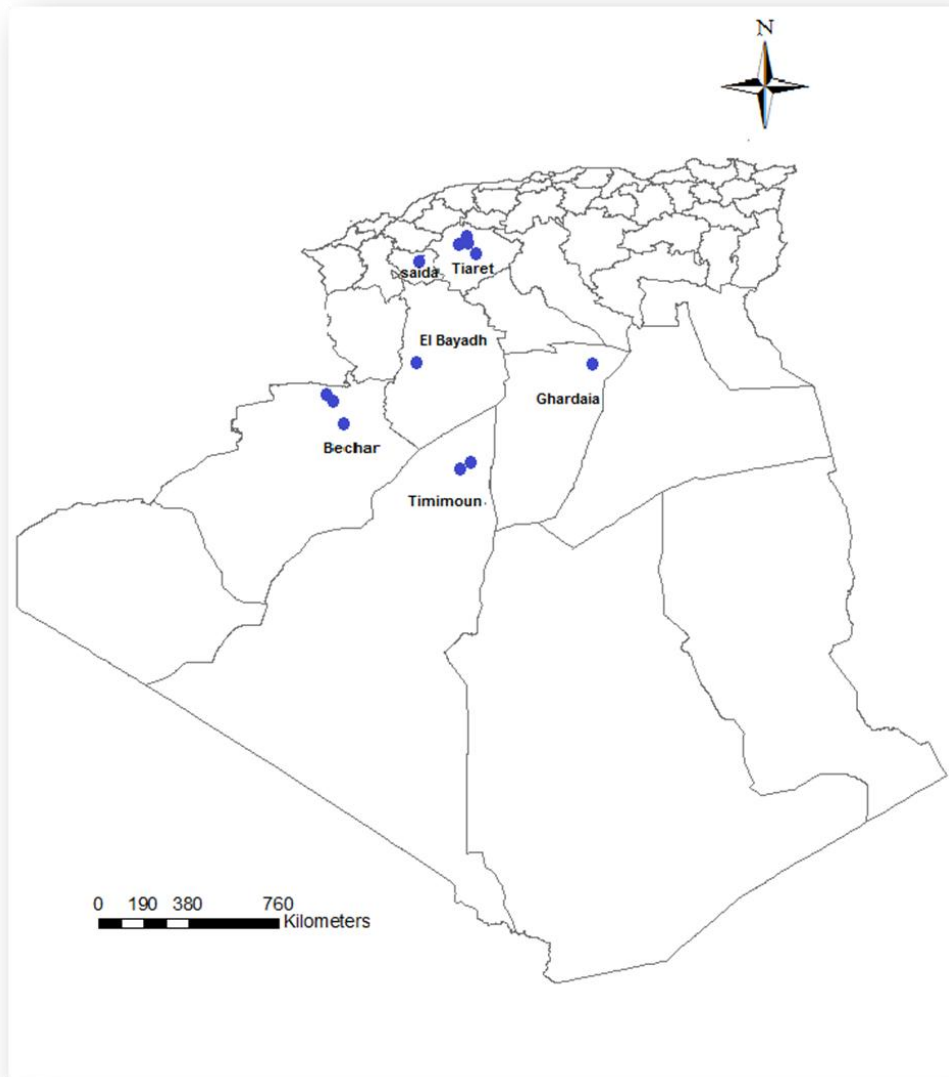 N
saida
Tiaret
El Bayadh
Ghardaia
Bechar
Timimoun
0 190 380 760
Kilometers